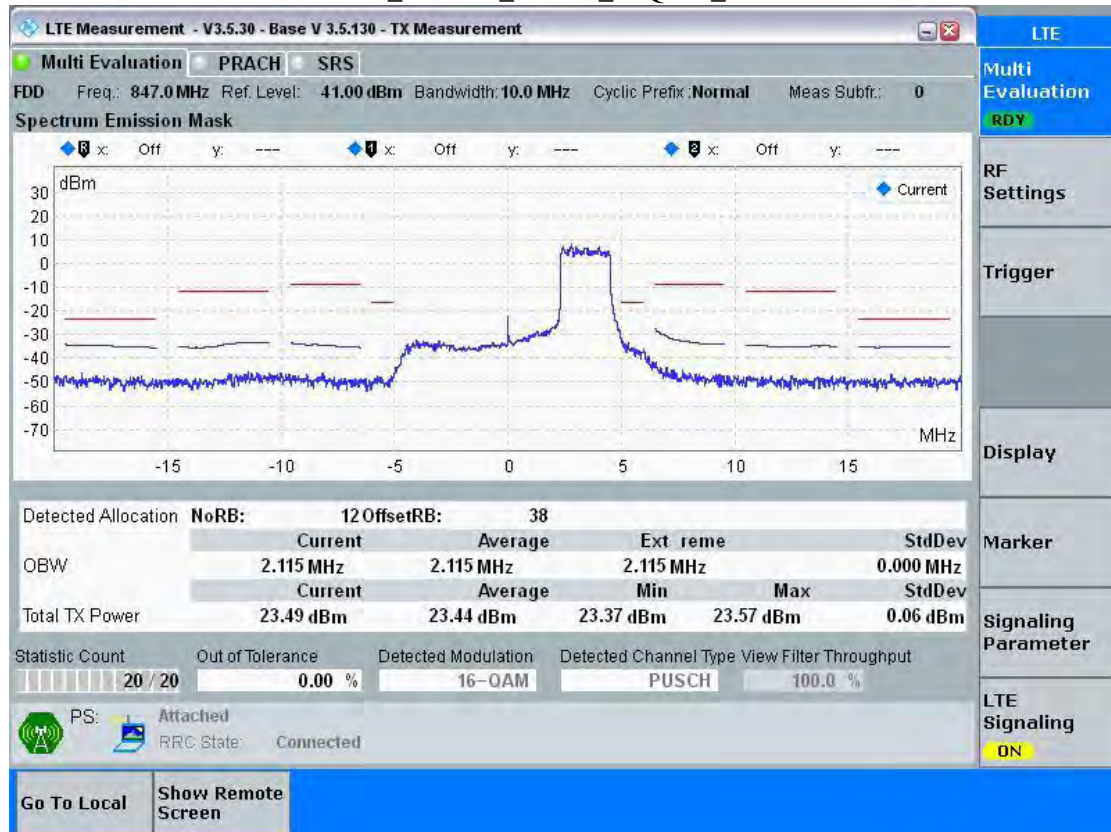 LTE Measurement - V3.5.30 - Base V 3.5.130 - TX Measurement
LTE
Multi Evaluation PRACH SRS
Multi Evaluation
RDY
FDD Freq.: 847.0 MHz Ref. Level: 41.00 dBm Bandwidth: 10.0 MHz Cyclic Prefix : Normal Meas Subfr.: 0
Spectrum Emission Mask
R x: Off y: --- 1 x: Off y: --- 2 x: Off y: ---
dBm
Current
30
20
10
0
-10
-20
-30
-40
-50
-60
-70
MHz
-15 -10 -5 0 5 10 15
RF Settings
Trigger
Display
Marker
Signaling Parameter
LTE Signaling
ON
Detected Allocation NoRB: 12 OffsetRB: 38
Current Average Ext reme StdDev
OBW 2.115 MHz 2.115 MHz 2.115 MHz 0.000 MHz
Current Average Min Max StdDev
Total TX Power 23.49 dBm 23.44 dBm 23.37 dBm 23.57 dBm 0.06 dBm
Statistic Count Out of Tolerance Detected Modulation Detected Channel Type View Filter Throughput
20 / 20 0.00 % 16-QAM PUSCH 100.0 %
PS: Attached
RRC State: Connected
Go To Local
Show Remote Screen